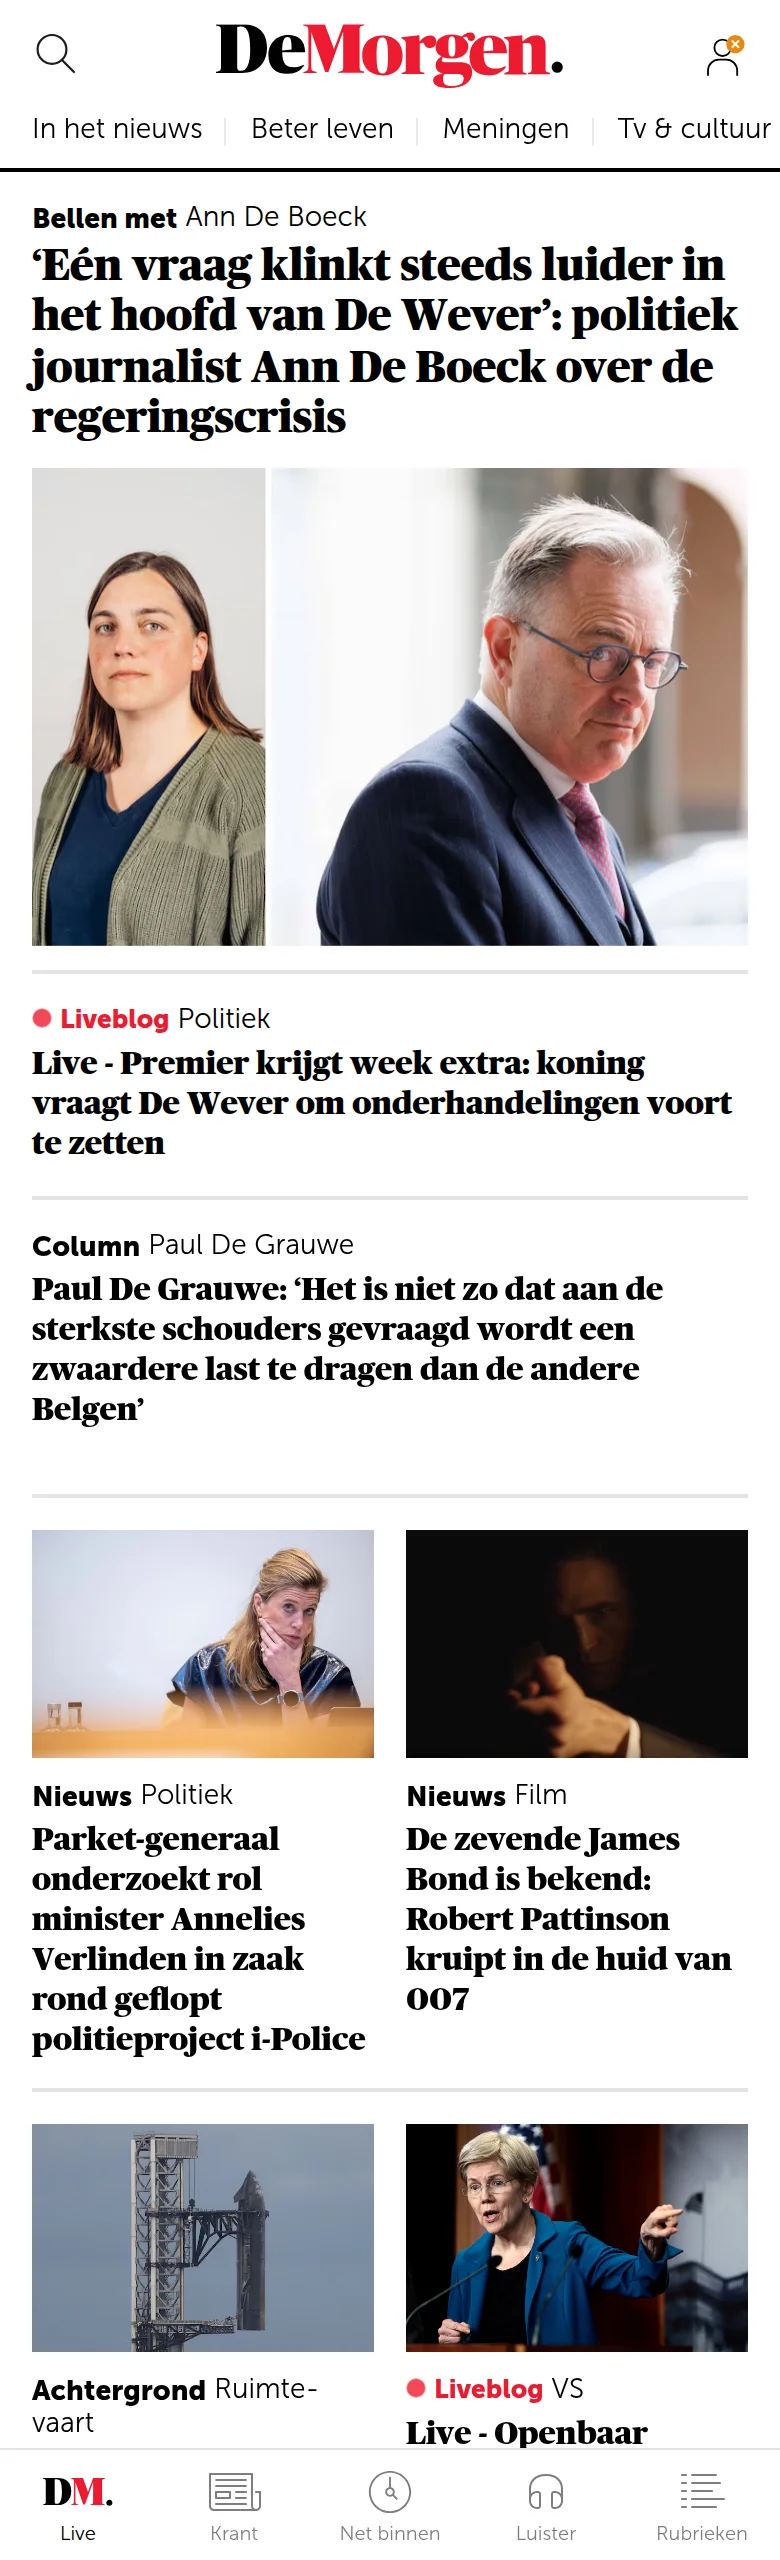 DeMorgen.
In het nieuws
Beter leven
Meningen
Tv & cultuur
Bellen met Ann De Boeck
‘Eén vraag klinkt steeds luider in
het hoofd van De Wever’: politiek
journalist Ann De Boeck over de
regeringscrisis
Liveblog Politiek
Live - Premier krijgt week extra: koning
vraagt De Wever om onderhandelingen voort
te zetten
Column Paul De Grauwe
Paul De Grauwe: ‘Het is niet zo dat aan de
sterkste schouders gevraagd wordt een
zwaardere last te dragen dan de andere
Belgen’
Nieuws Politiek
Parket-generaal
onderzoekt rol
minister Annelies
Verlinden in zaak
rond geflopt
politieproject i-Police
Nieuws Film
De zevende James
Bond is bekend:
Robert Pattinson
kruipt in de huid van
007
Achtergrond Ruimte-
vaart
Liveblog VS
Live - Openbaar
DM.
Live
Krant
Net binnen
Luister
Rubrieken